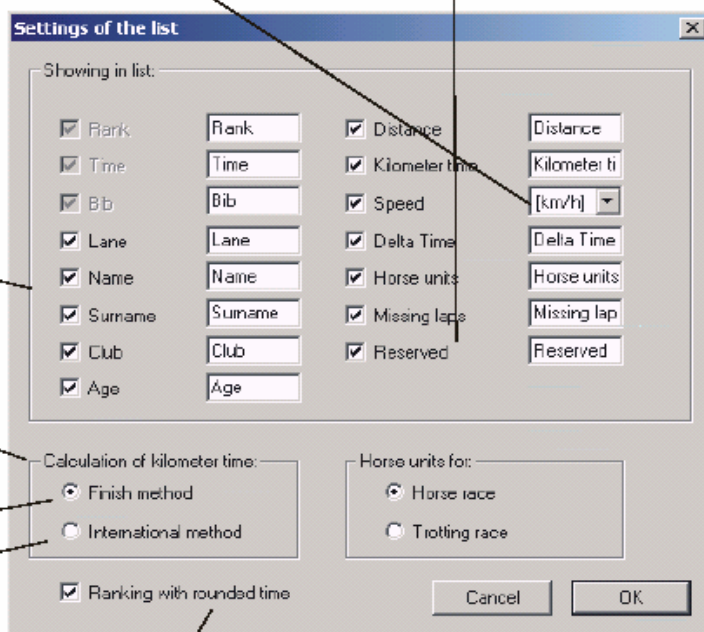 Settings of the list
Showing in list:
Rank Rank Distance Distance
Time Time Kilometer time Kilometer ti
Bib Bib Speed [km/h]
Lane Lane Delta Time Delta Time
Name Name Horse units Horse units
Surname Surname Missing laps Missing lap
Club Club Reserved Reserved
Age Age
Calculation of kilometer time: Horse units for:
Finish method Horse race
International method Trotting race
Ranking with rounded time Cancel OK